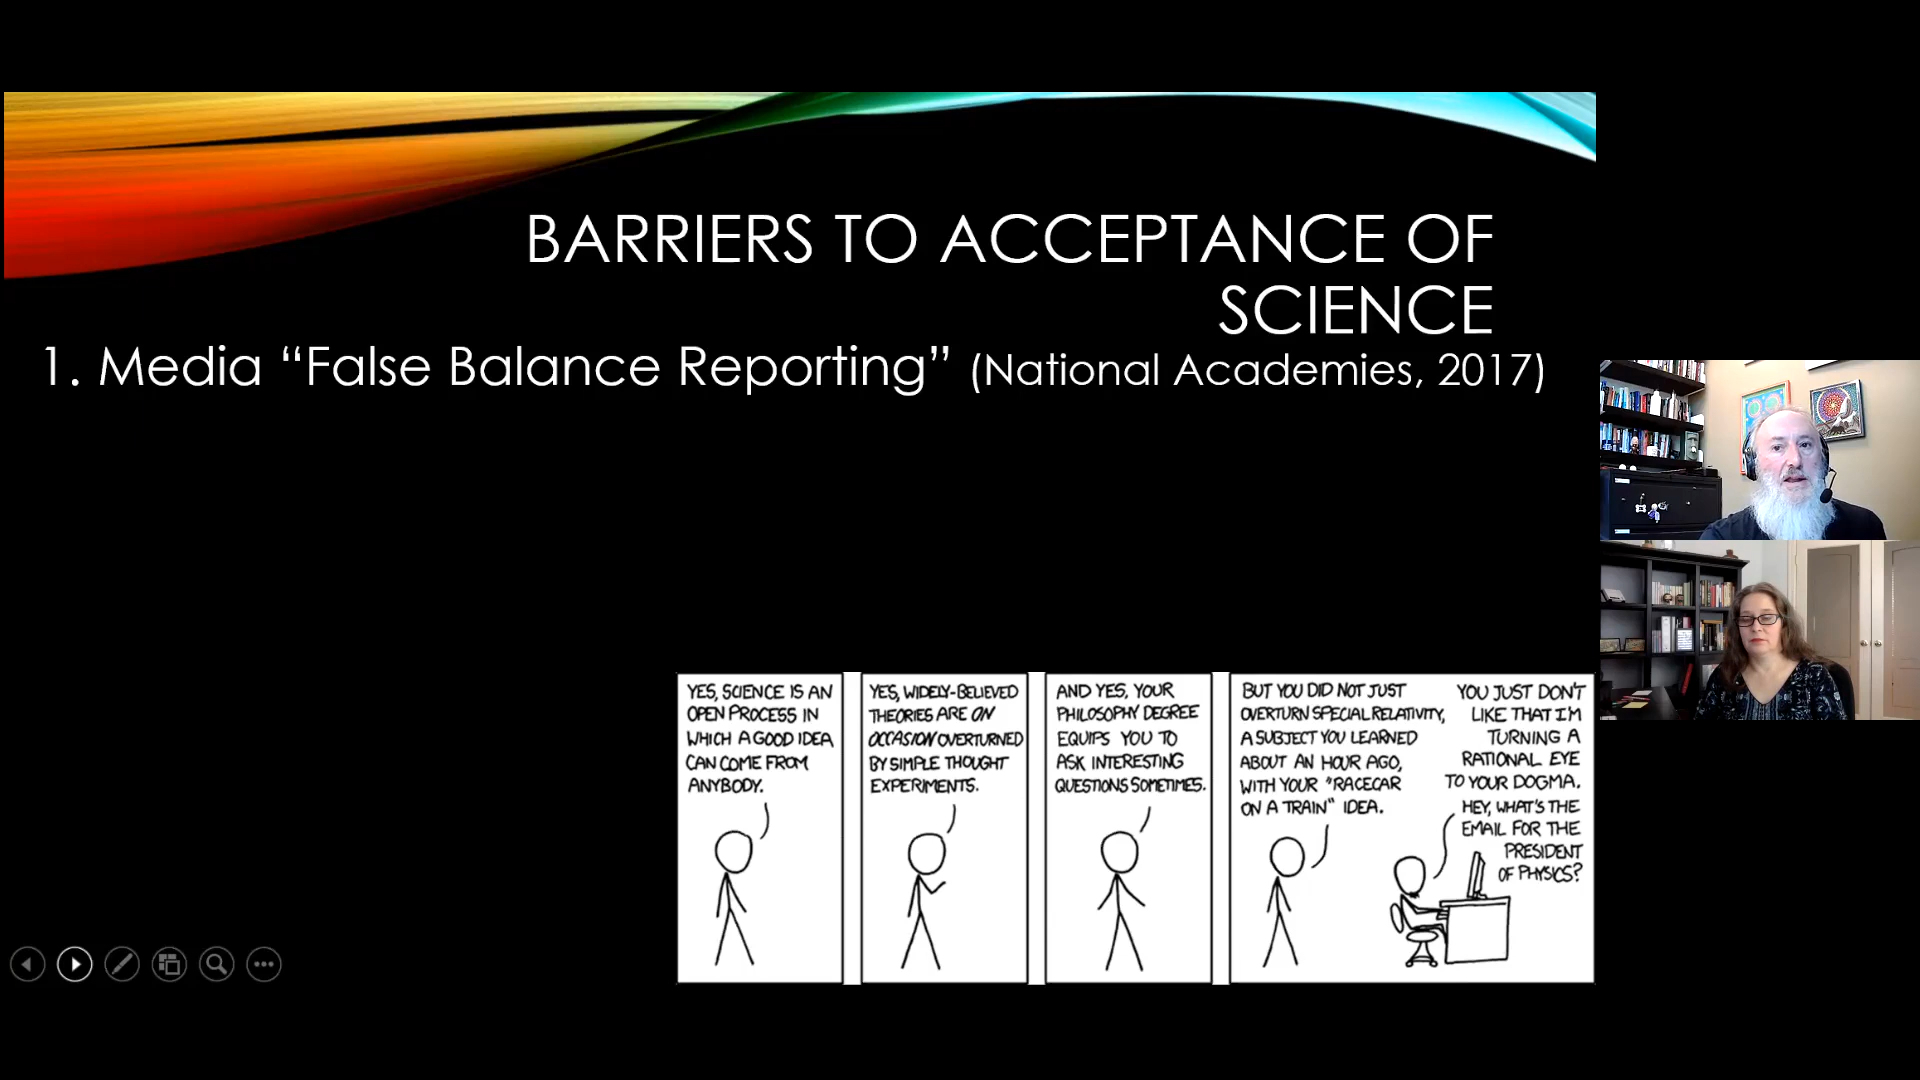 BARRIERS TO ACCEPTANCE OF
SCIENCE
1. Media “False Balance Reporting” (National Academies, 2017)
YES, SCIENCE IS AN
OPEN PROCESS IN
WHICH A GOOD IDEA
CAN COME FROM
ANYBODY.
YES, WIDELY-BELIEVED
THEORIES ARE ON
OCCASION OVERTURNED
BY SIMPLE THOUGHT
EXPERIMENTS.
AND YES, YOUR
PHILOSOPHY DEGREE
EQUIPS YOU TO
ASK INTERESTING
QUESTIONS SOMETIMES.
BUT YOU DID NOT JUST
OVERTURN SPECIAL RELATIVITY,
A SUBJECT YOU LEARNED
ABOUT AN HOUR AGO,
WITH YOUR "RACECAR
ON A TRAIN" IDEA.
YOU JUST DON'T
LIKE THAT I'M
TURNING A
RATIONAL EYE
TO YOUR DOGMA.
HEY, WHAT'S THE
EMAIL FOR THE
PRESIDENT
OF PHYSICS?